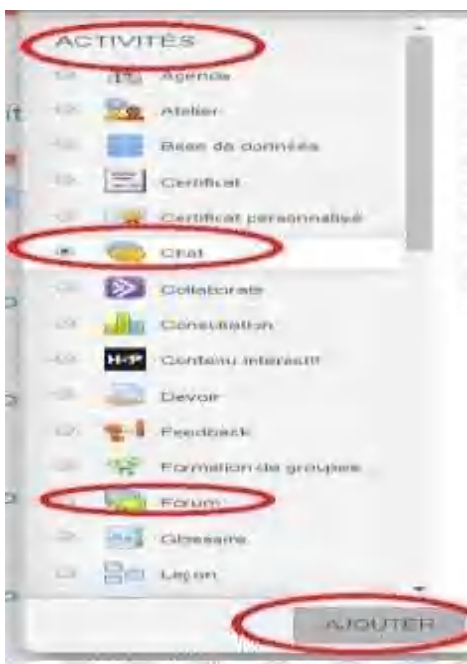 ACTIVITÉS
Agenda
Atelier
Base de données
Certificat
Certificat personnalisé
Chat
Collaborate
Consultation
H-P Contenu interactif
Devoir
Feedback
Formation de groupes
Forum
Glossaire
Leçon
AJOUTER